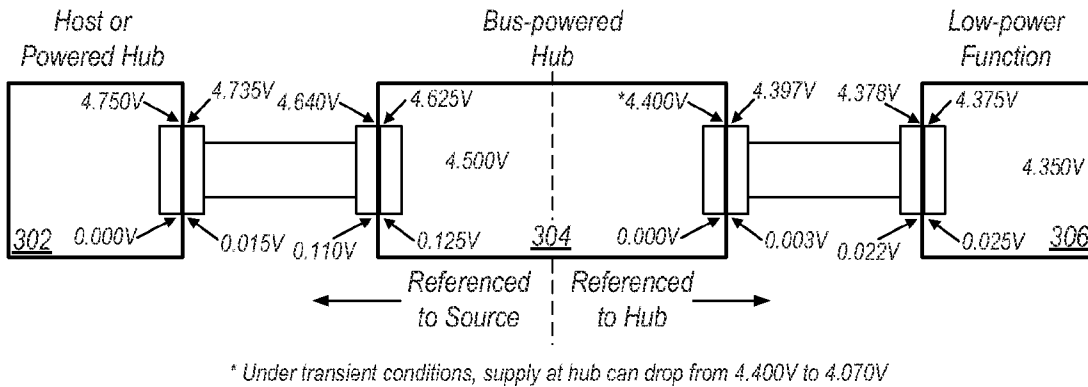 Host or
Powered Hub
Bus-powered
Hub
Low-power
Function
4.750V
4.735V
4.640V
4.625V
*4.400V
4.397V
4.378V
4.375V
4.500V
4.350V
302
0.000V
0.015V
0.110V
0.125V
304
0.000V
0.003V
0.022V
0.025V
306
Referenced
to Source
Referenced
to Hub
* Under transient conditions, supply at hub can drop from 4.400V to 4.070V